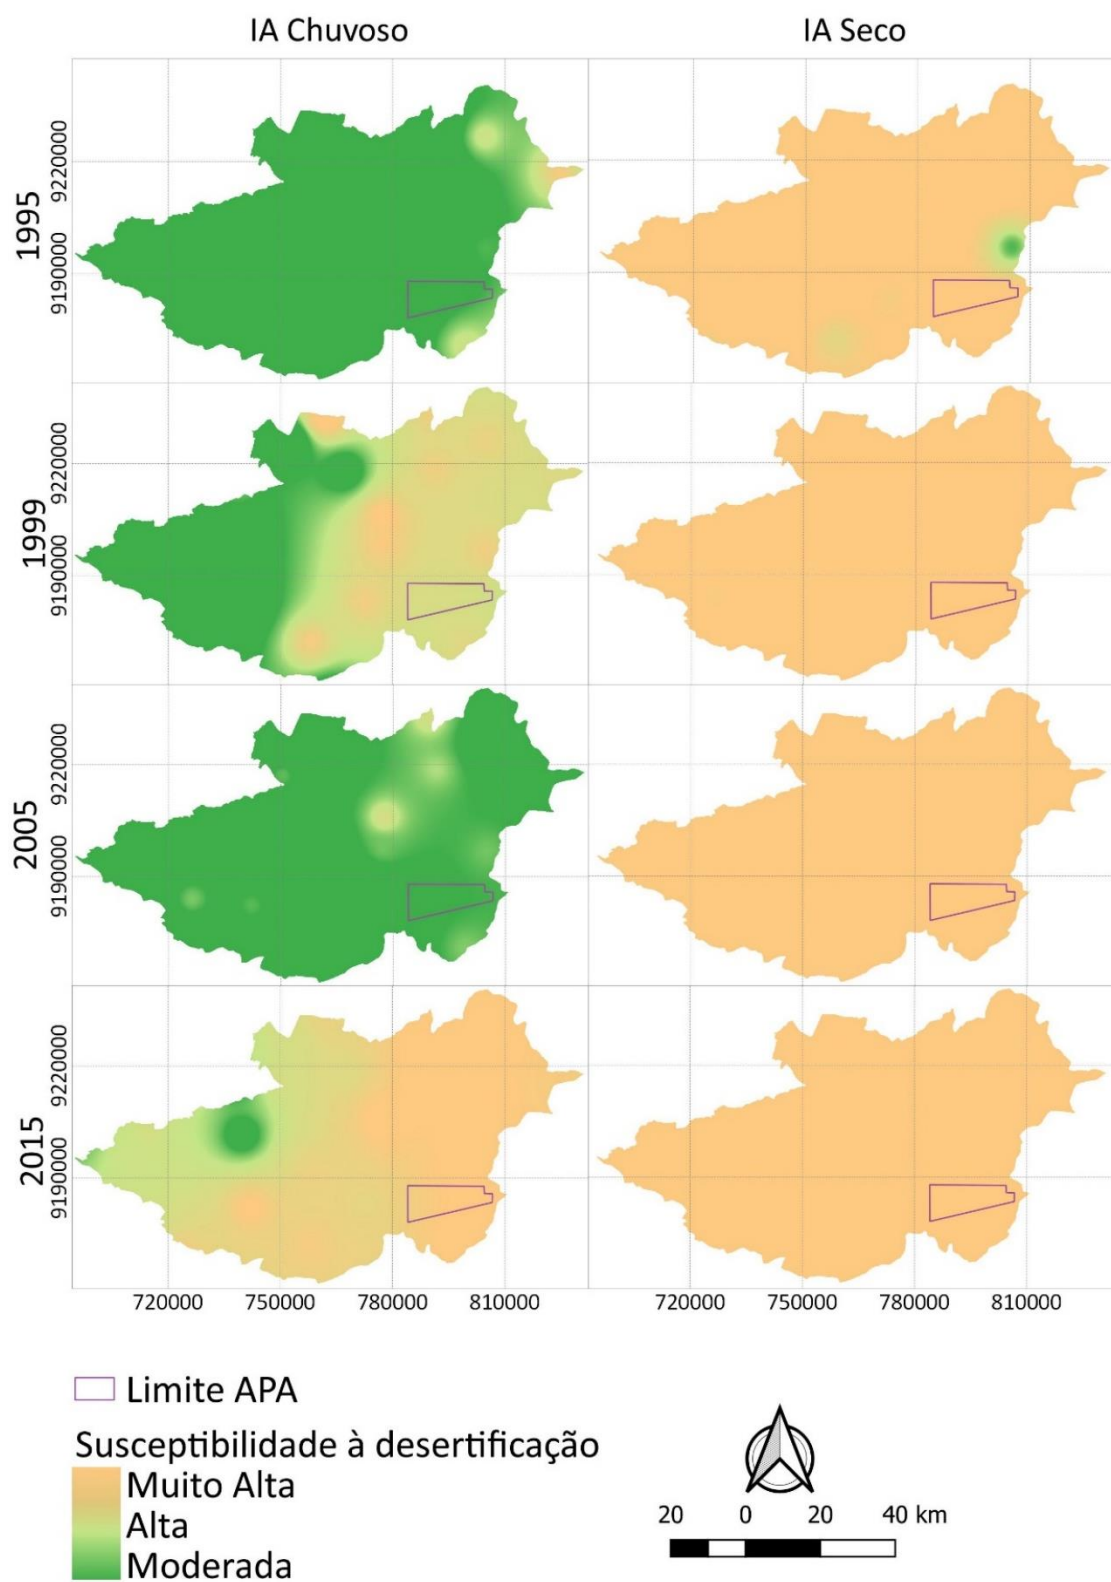 IA Chuvoso IA Seco
1995
9220000
9190000
1999
9220000
9190000
2005
9220000
9190000
2015
9220000
9190000
720000 750000 780000 810000 720000 750000 780000 810000
Limite APA
Susceptibilidade à desertificação
Muito Alta
Alta
Moderada
20 0 20 40 km